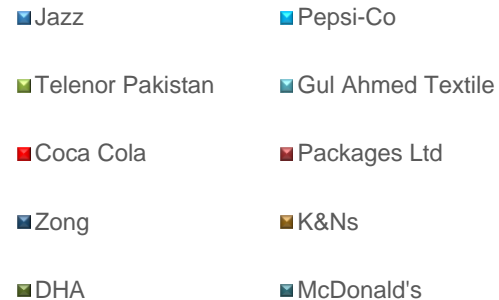 Jazz
Pepsi-Co
Telenor Pakistan
Gul Ahmed Textile
Coca Cola
Packages Ltd
Zong
K&Ns
DHA
McDonald's